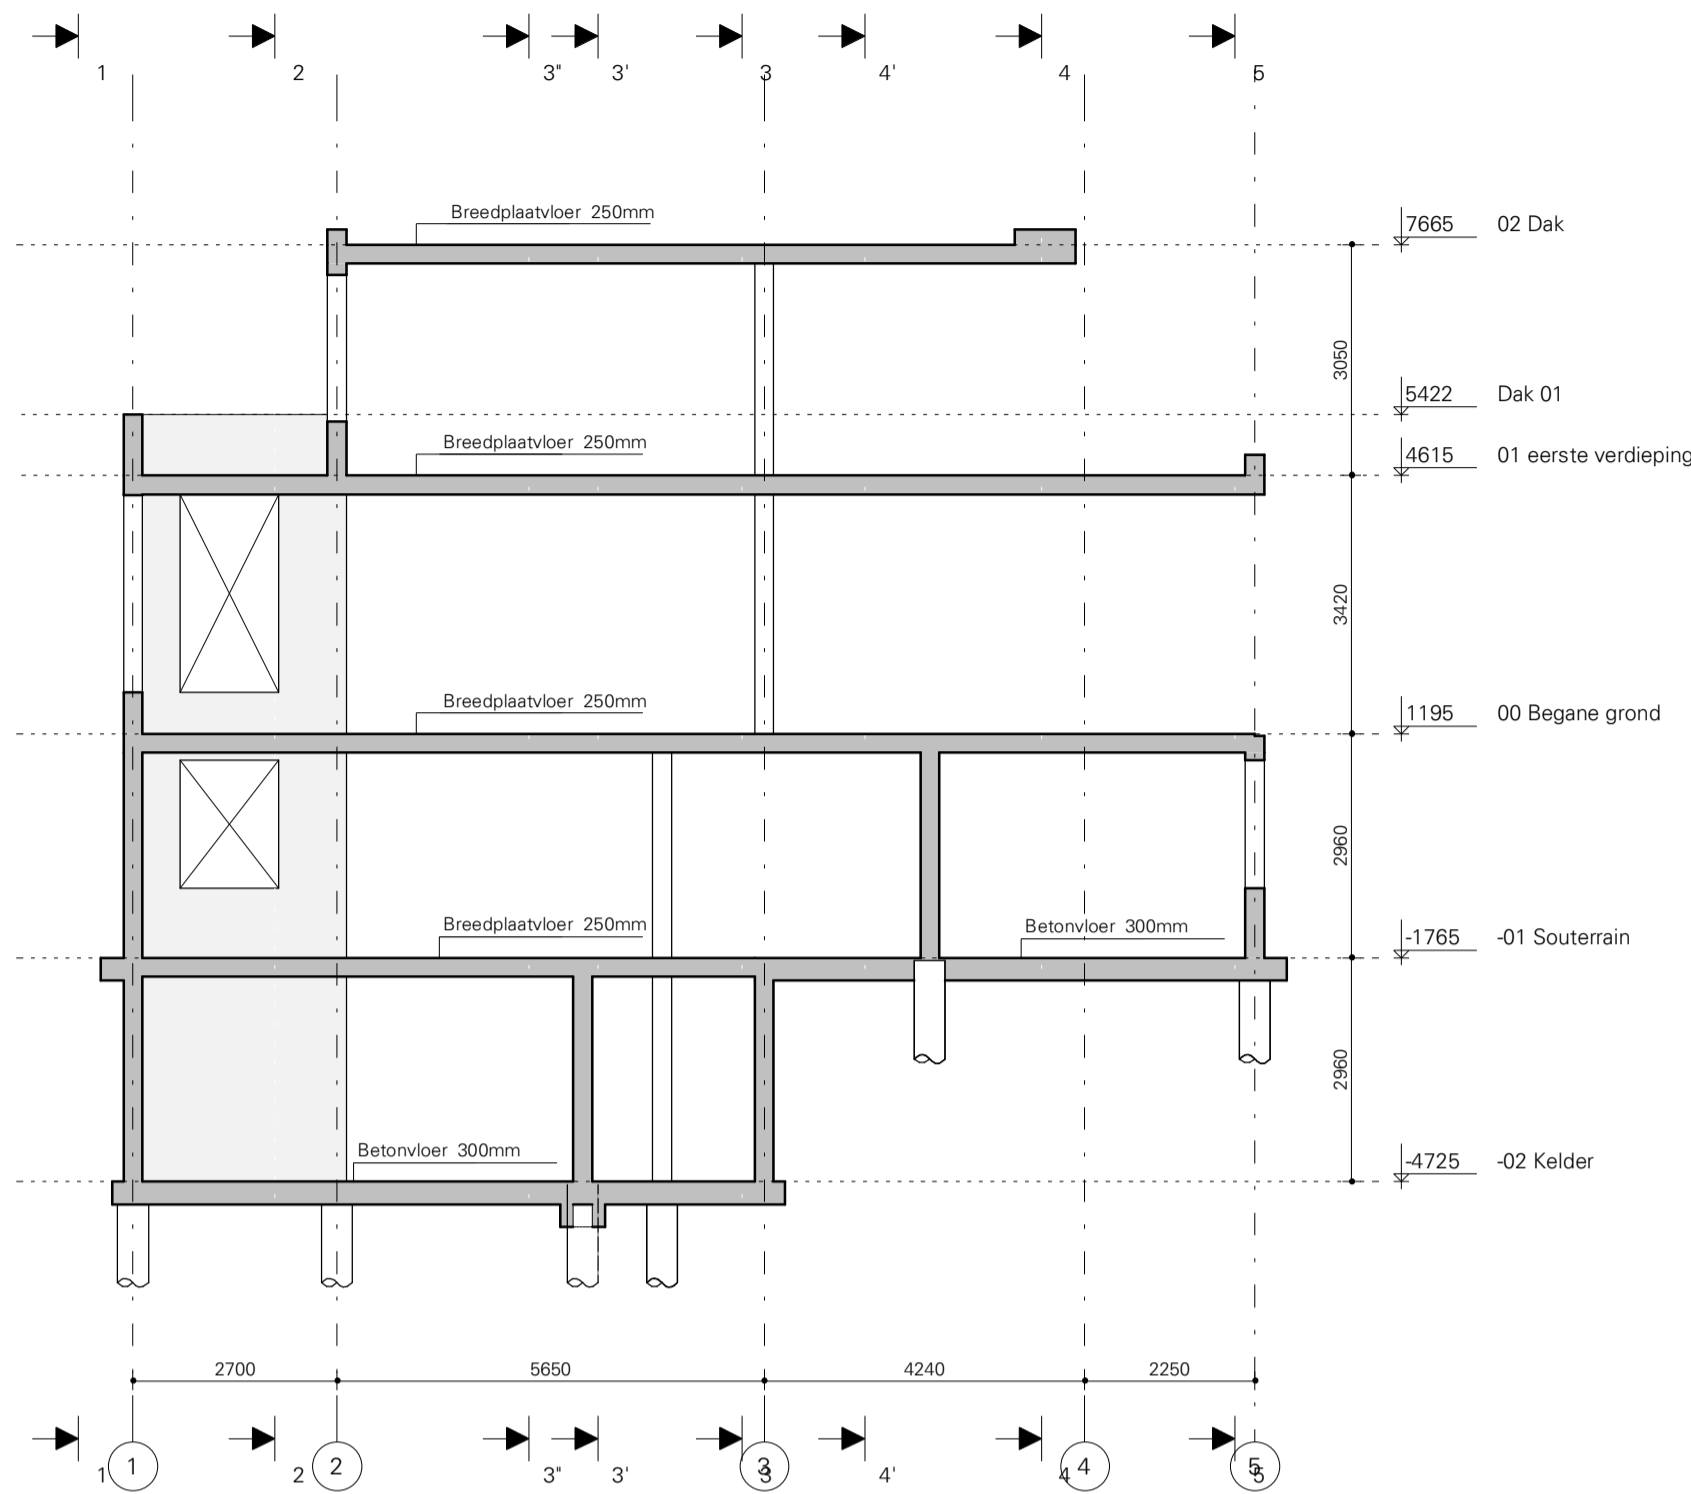 1 2 3" 3' 3 4' 4 5
Breedplaatvloer 250mm
7665 02 Dak
3050
5422 Dak 01
Breedplaatvloer 250mm
4615 01 eerste verdieping
3420
Breedplaatvloer 250mm
1195 00 Begane grond
2960
Breedplaatvloer 250mm
Betonvloer 300mm
-1765 -01 Souterrain
2960
Betonvloer 300mm
-4725 -02 Kelder
2700 5650 4240 2250
1 2 3 4 5
1 2 3" 3' 3 4' 4 5